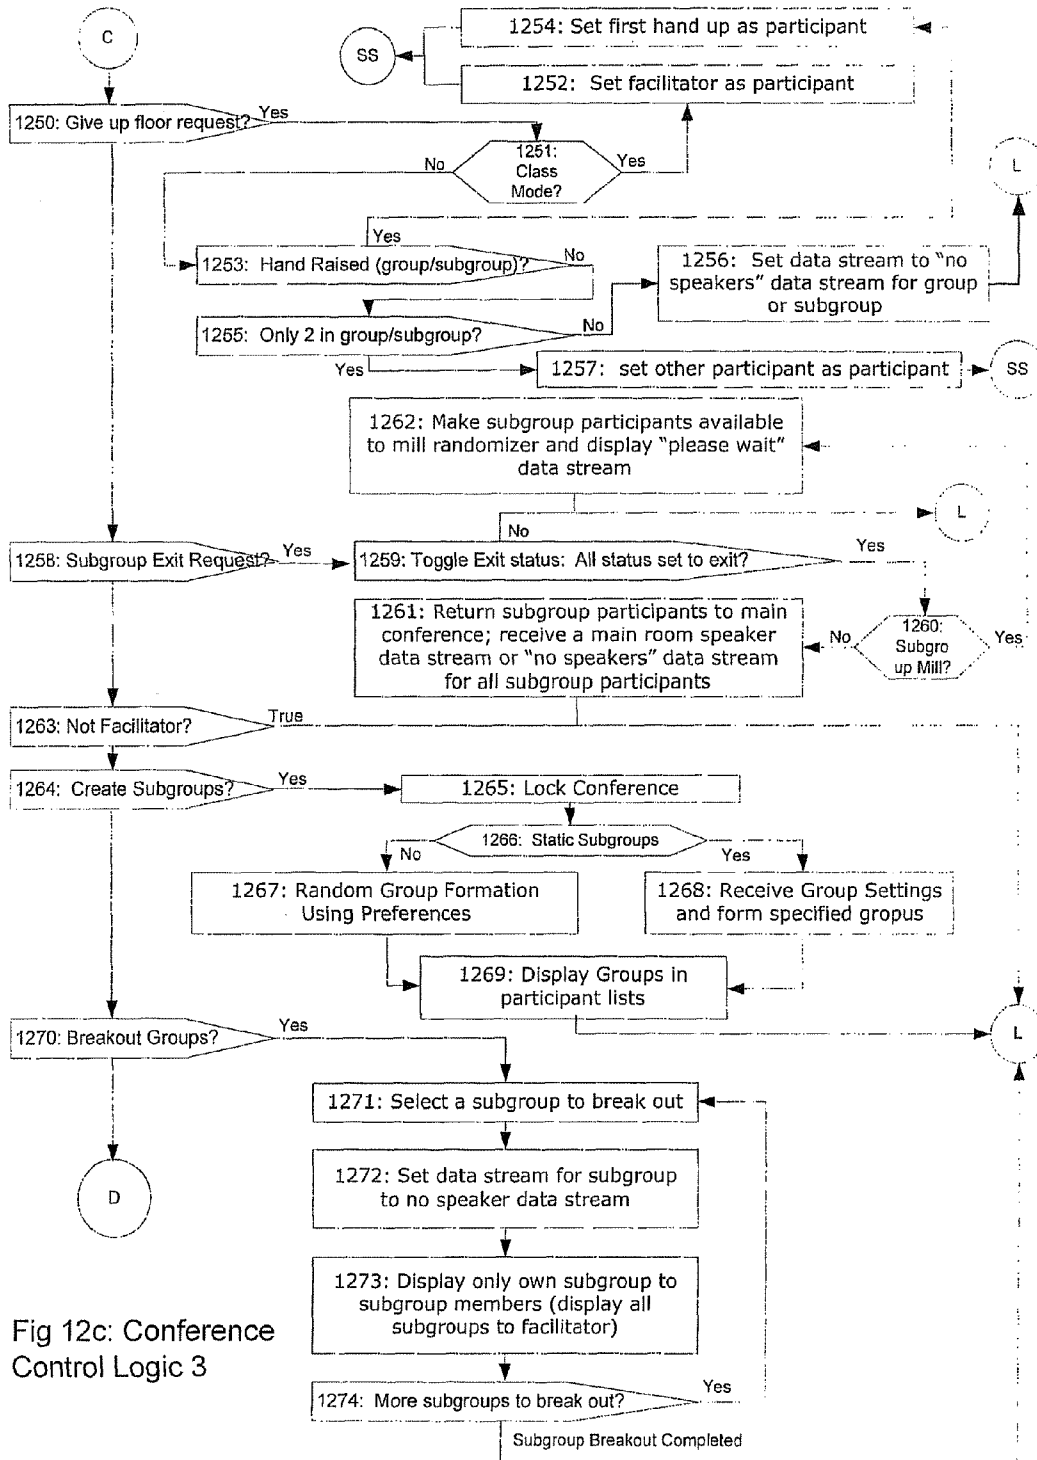 C
1254: Set first hand up as participant
SS
1252: Set facilitator as participant
1250: Give up floor request?
Yes
1251:
Class
Mode?
No
Yes
L
Yes
1253: Hand Raised (group/subgroup)?
No
1256: Set data stream to “no
speakers” data stream for group
or subgroup
1255: Only 2 in group/subgroup?
No
Yes
1257: set other participant as participant
SS
1262: Make subgroup participants available
to mill randomizer and display “please wait”
data stream
L
No
1258: Subgroup Exit Request?
Yes
1259: Toggle Exit status: All status set to exit?
Yes
1261: Return subgroup participants to main
conference; receive a main room speaker
data stream or “no speakers” data stream
for all subgroup participants
No
1260:
Subgro
up Mill?
Yes
1263: Not Facilitator?
True
1264: Create Subgroups?
Yes
1265: Lock Conference
1266: Static Subgroups
No
Yes
1267: Random Group Formation
Using Preferences
1268: Receive Group Settings
and form specified gropus
1269: Display Groups in
participant lists
1270: Breakout Groups?
Yes
L
1271: Select a subgroup to break out
1272: Set data stream for subgroup
to no speaker data stream
D
1273: Display only own subgroup to
subgroup members (display all
subgroups to facilitator)
Fig 12c: Conference
Control Logic 3
1274: More subgroups to break out?
Yes
Subgroup Breakout Completed